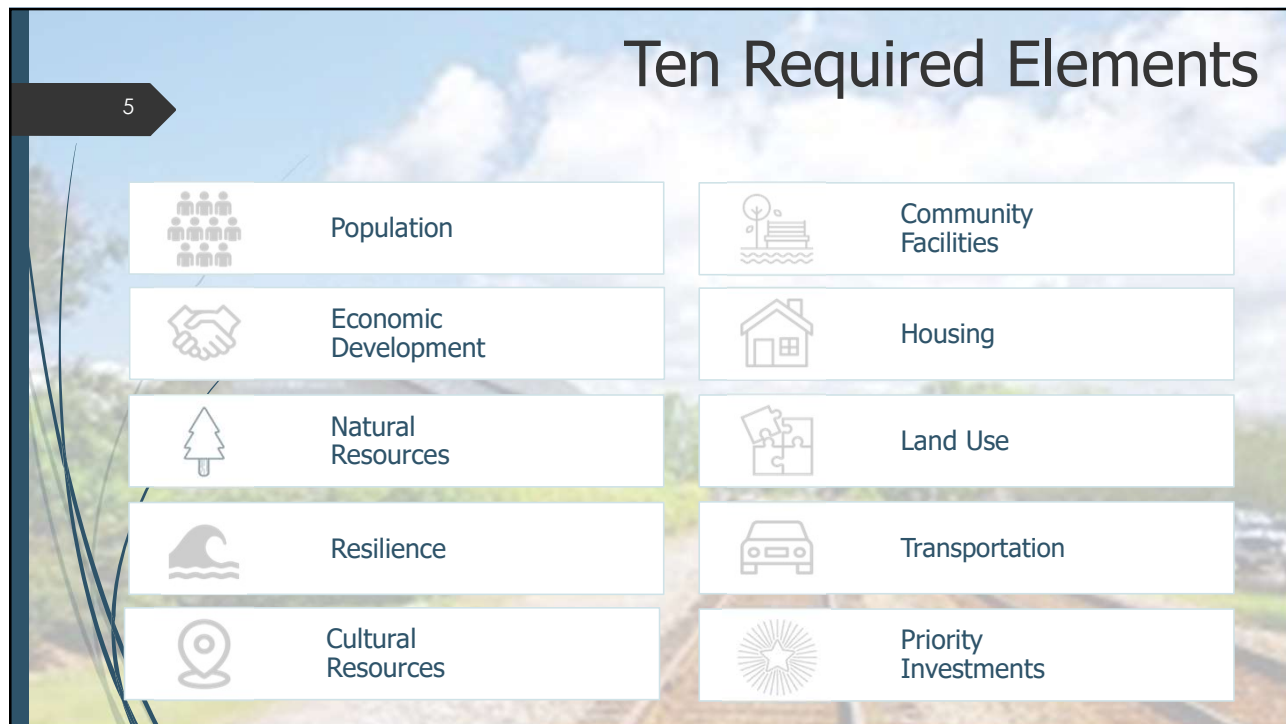 Ten Required Elements
5
Population
Economic
Development
Natural
Resources
Resilience
Cultural
Resources
Community
Facilities
Housing
Land Use
Transportation
Priority
Investments